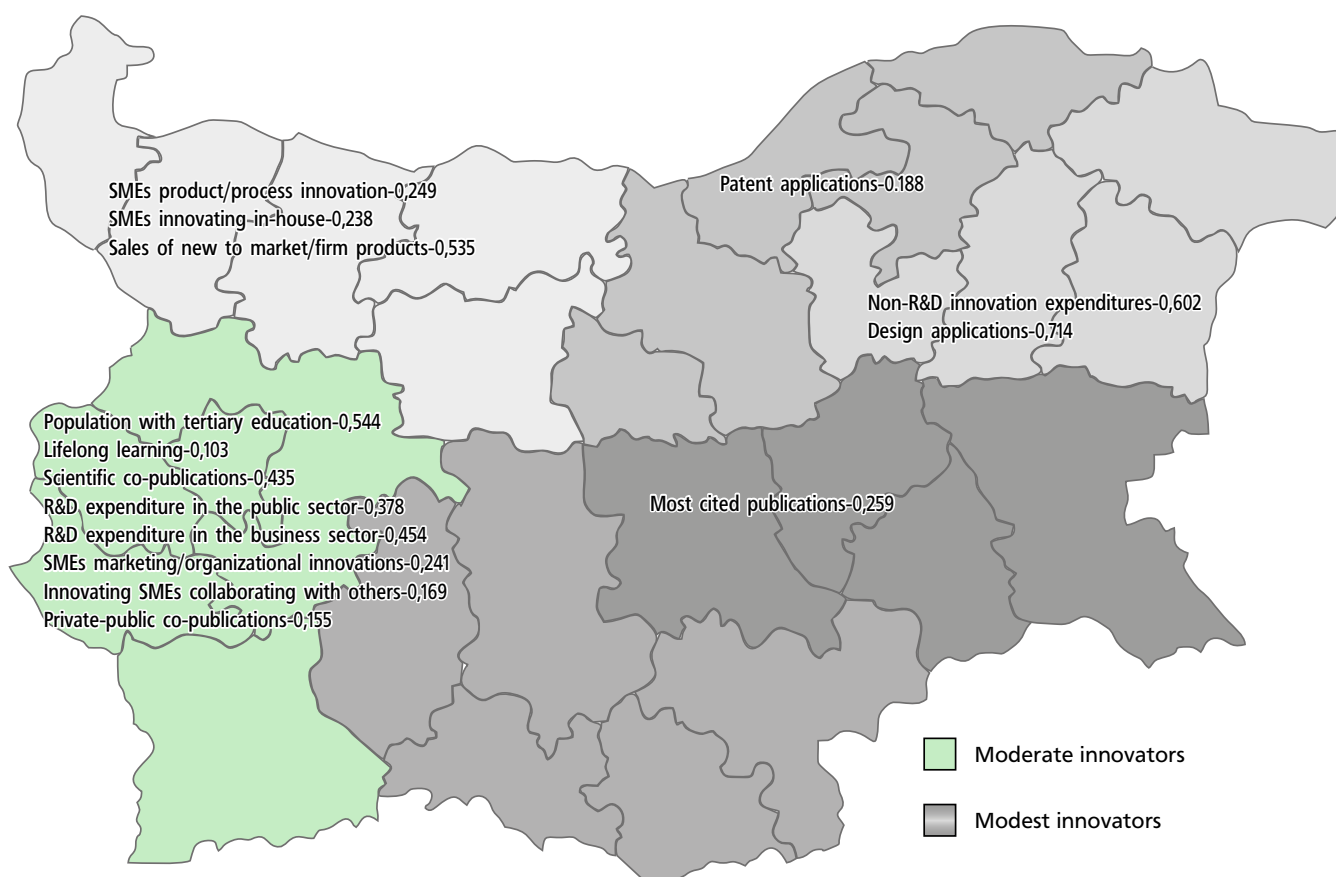 SMEs product/process innovation-0,249
SMEs innovating in-house-0,238
Sales of new to market/firm products-0,535
Patent applications-0.188
Non-R&D innovation expenditures-0,602
Design applications-0,714
Population with tertiary education-0,544
Lifelong learning-0,103
Scientific co-publications-0,435
R&D expenditure in the public sector-0,378
R&D expenditure in the business sector-0,454
SMEs marketing/organizational innovations-0,241
Innovating SMEs collaborating with others-0,169
Private-public co-publications-0,155
Most cited publications-0,259
Moderate innovators
Modest innovators